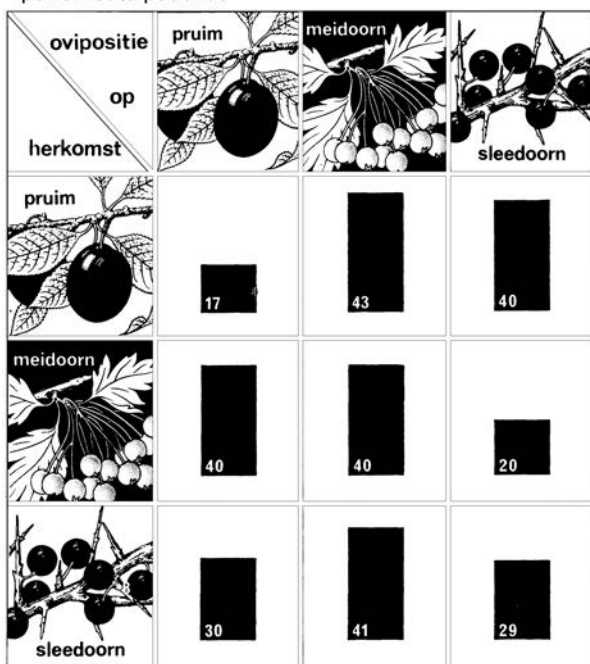 ovipositie
op
herkomst
pruim
meidoorn
sleedoorn
pruim
17
43
40
meidoorn
40
40
20
sleedoorn
30
41
29